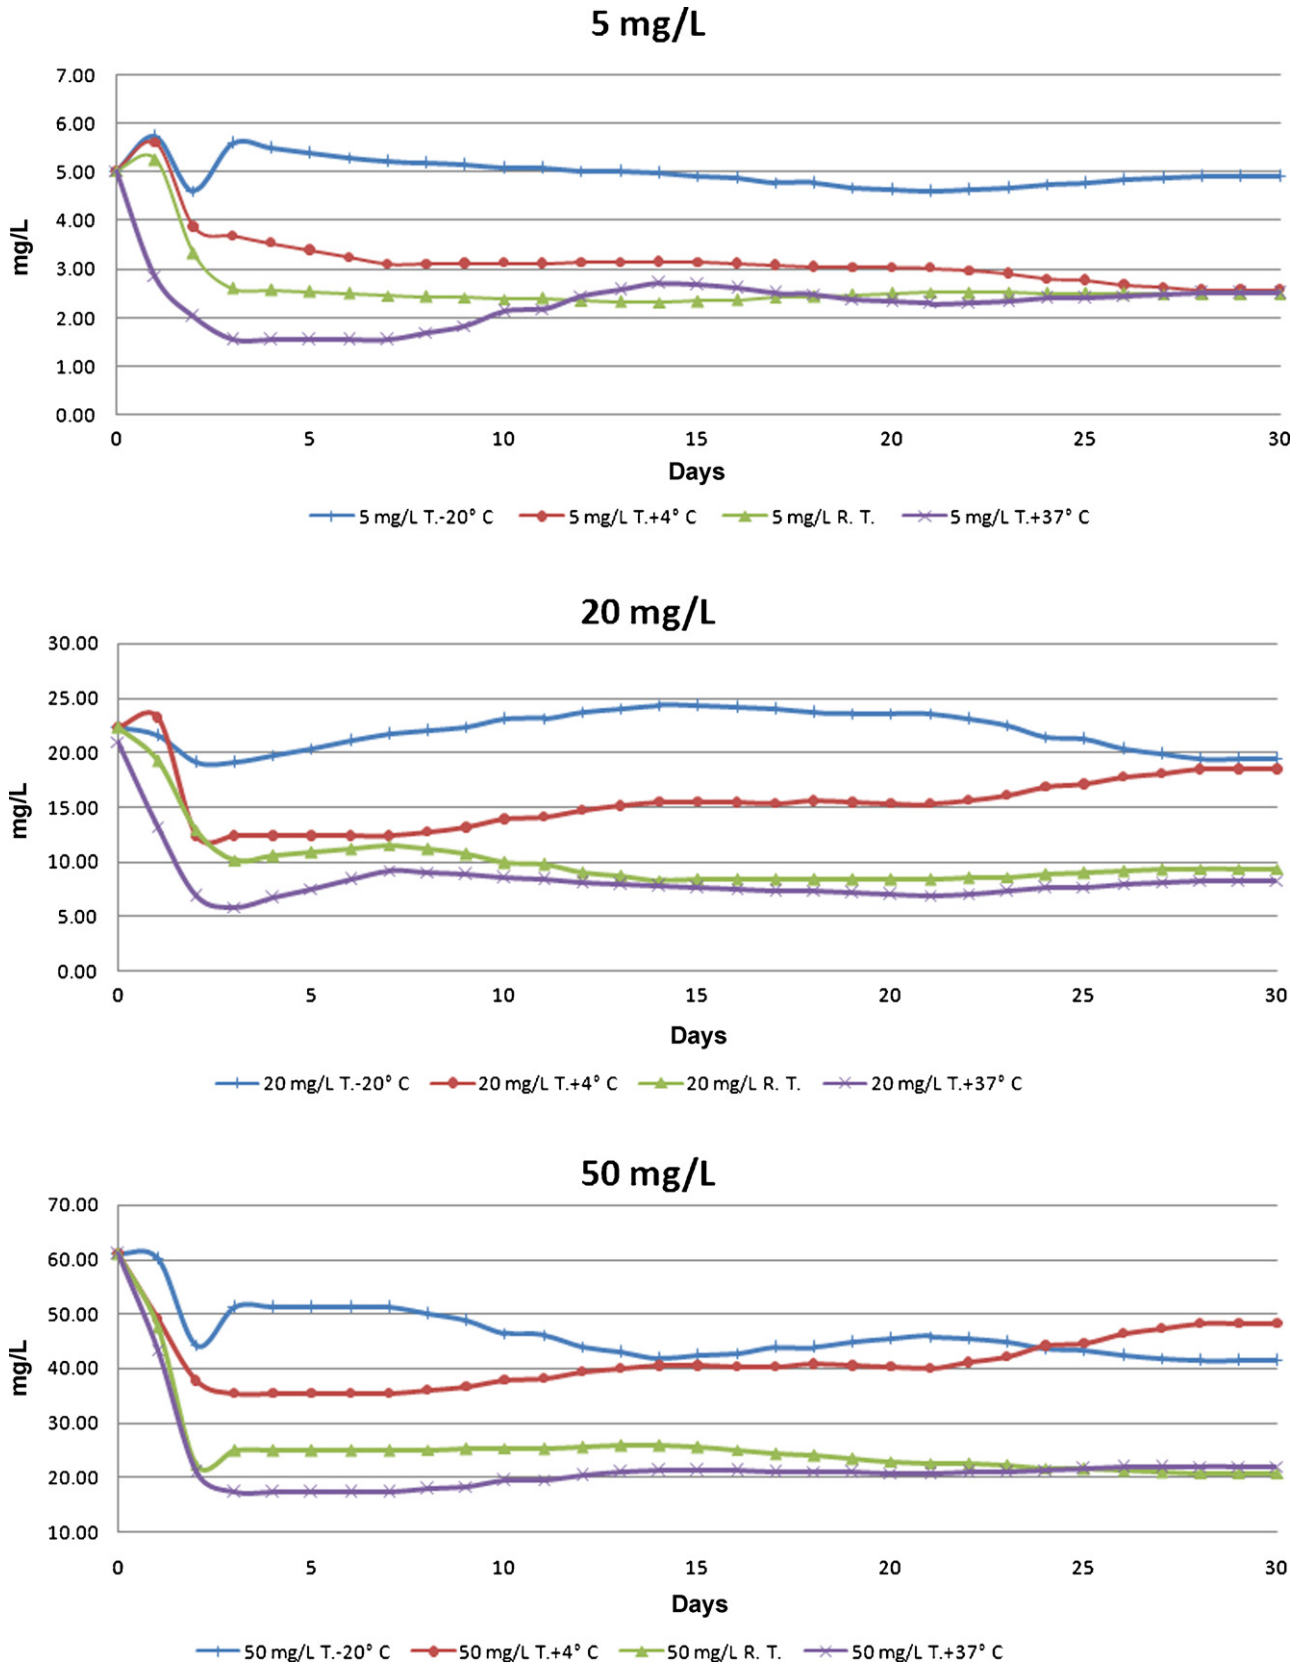 5 mg/L
7.00
6.00
5.00
4.00
3.00
2.00
1.00
0.00
mg/L
0 5 10 15 20 25 30
Days
5 mg/L T.-20° C 5 mg/L T.+4° C 5 mg/L R. T. 5 mg/L T.+37° C
20 mg/L
30.00
25.00
20.00
15.00
10.00
5.00
0.00
mg/L
0 5 10 15 20 25 30
Days
20 mg/L T.-20° C 20 mg/L T.+4° C 20 mg/L R. T. 20 mg/L T.+37° C
50 mg/L
70.00
60.00
50.00
40.00
30.00
20.00
10.00
mg/L
0 5 10 15 20 25 30
Days
50 mg/L T.-20° C 50 mg/L T.+4° C 50 mg/L R. T. 50 mg/L T.+37° C